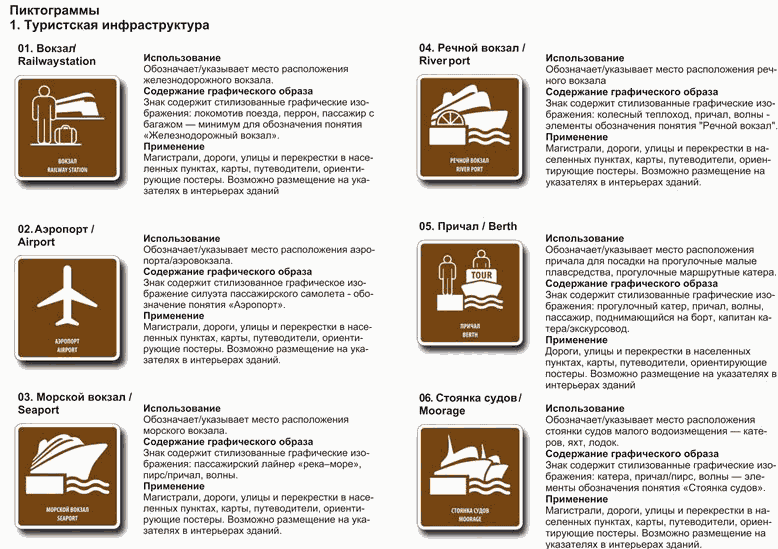 Пиктограммы
1. Туристская инфраструктура
01. Вокзал/
Railwaystation
ВОКЗАЛ
RAILWAY STATION
Использование
Обозначает/указывает место расположения
железнодорожного вокзала.
Содержание графического образа
Знак содержит стилизованные графические изо-
бражения: локомотив поезда, перрон, пассажир с
багажом — минимум для обозначения понятия
«Железнодорожный вокзал».
Применение
Магистрали, дороги, улицы и перекрестки в насе-
ленных пунктах, карты, путеводители, ориенти-
рующие постеры. Возможно размещение на ука-
зателях в интерьерах зданий
02. Аэропорт /
Airport
АЭРОПОРТ
AIRPORT
Использование
Обозначает/указывает место расположения аэро-
порта/аэровокзала.
Содержание графического образа
Знак содержит стилизованное графическое изо-
бражение силуэта пассажирского самолета - обо-
значение понятия «Аэропорт».
Применение
Магистрали, дороги, улицы и перекрестки в насе-
ленных пунктах, карты, путеводители, ориенти-
рующие постеры. Возможно размещение на ука-
зателях в интерьерах зданий.
03. Морской вокзал /
Seaport
МОРСКОЙ ВОКЗАЛ
SEAPORT
Использование
Обозначает/указывает место расположения
морского вокзала.
Содержание графического образа
Знак содержит стилизованные графические изо-
бражения: пассажирский лайнер «река–море»,
пирс/причал, волны.
Применение
Магистрали, дороги, улицы и перекрестки в насе-
ленных пунктах, карты, путеводители, ориенти-
рующие постеры. Возможно размещение на ука-
зателях в интерьерах зданий.
04. Речной вокзал /
River port
РЕЧНОЙ ВОКЗАЛ
RIVER PORT
Использование
Обозначает/указывает место расположения реч-
ного вокзала
Содержание графического образа
Знак содержит стилизованные графические изо-
бражения: колесный теплоход, причал, волны -
элементы обозначения понятия "Речной вокзал".
Применение
Магистрали, дороги, улицы и перекрестки в на-
селенных пунктах, карты, путеводители, ориен-
тирующие постеры. Возможно размещение на
указателях в интерьерах зданий.
05. Причал / Berth
TOUR
ПРИЧАЛ
BERTH
Использование
Обозначает/указывает место расположения
причала для посадки на прогулочные малые
плавсредства, прогулочные маршрутные катера.
Содержание графического образа
Знак содержит стилизованные графические изо-
бражения: прогулочный катер, причал, волны,
пассажир, поднимающийся на борт, капитан ка-
тера/экскурсовод.
Применение
Дороги, улицы и перекрестки в населенных
пунктах, карты, путеводители, ориентирующие
постеры. Возможно размещение на указателях в
интерьерах зданий
06. Стоянка судов/
Moorage
СТОЯНКА СУДОВ
MOORAGE
Использование
Обозначает/указывает место расположения
стоянки судов малого водоизмещения — кате-
ров, яхт, лодок.
Содержание графического образа
Знак содержит стилизованные графические изо-
бражения: катера, причал/пирс, волны — эле-
менты обозначения понятия «Стоянка судов».
Применение
Магистрали, дороги, улицы и перекрестки в на-
селенных пунктах, карты, путеводители, ориен-
тирующие постеры. Возможно размещение на
указателях в интерьерах зданий.